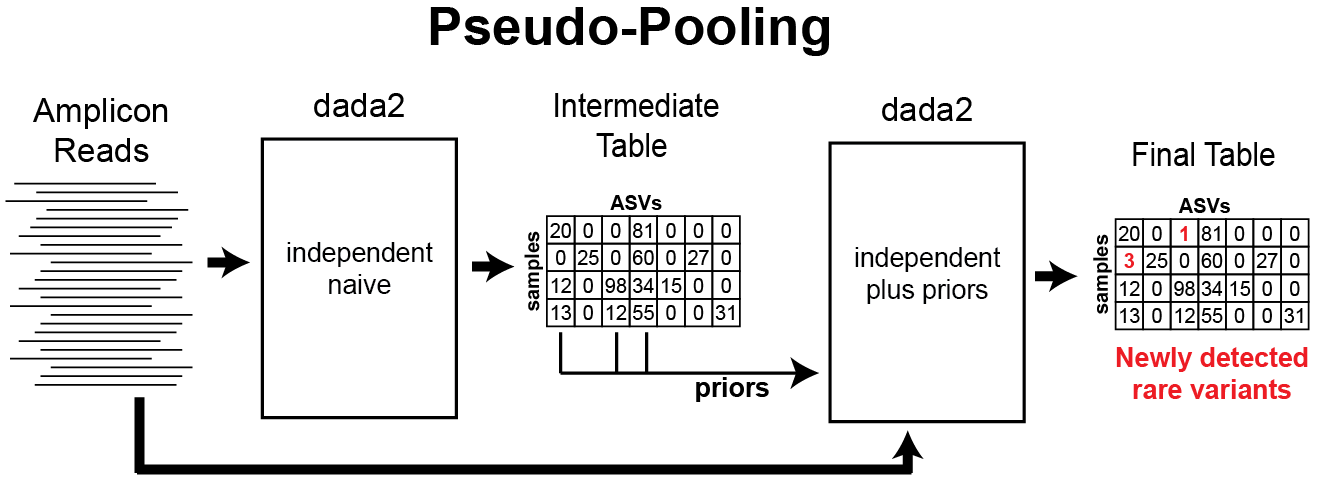 Pseudo-Pooling
Amplicon
Reads
dada2
independent
naive
Intermediate
Table
ASVs
samples
20 0 0 81 0 0 0
0 25 0 60 0 27 0
12 0 98 34 15 0 0
13 0 12 55 0 0 31
priors
dada2
independent
plus priors
Final Table
ASVs
samples
20 0 1 81 0 0 0
3 25 0 60 0 27 0
12 0 98 34 15 0 0
13 0 12 55 0 0 31
Newly detected
rare variants